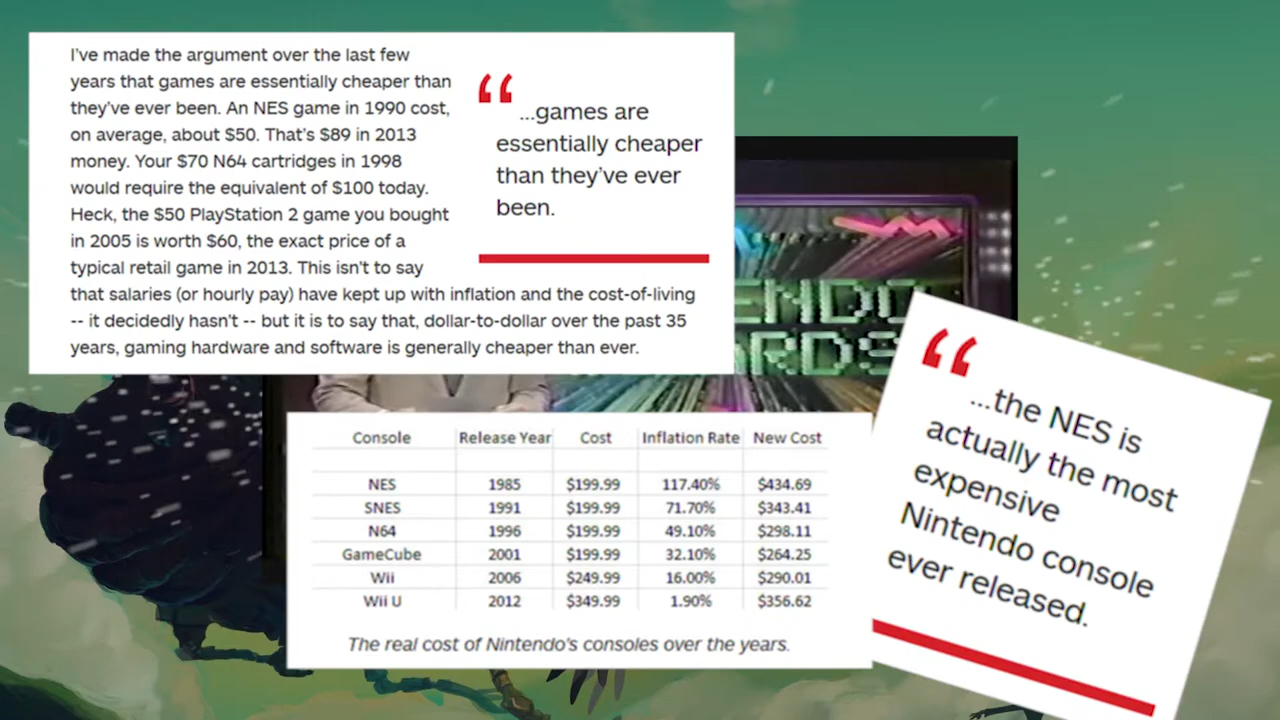 I've made the argument over the last few
years that games are essentially cheaper than
they've ever been. An NES game in 1990 cost,
on average, about $50. That's $89 in 2013
money. Your $70 N64 cartridges in 1998
would require the equivalent of $100 today.
Heck, the $50 PlayStation 2 game you bought
in 2005 is worth $60, the exact price of a
typical retail game in 2013. This isn't to say
that salaries (or hourly pay) have kept up with inflation and the cost-of-living
-- it decidedly hasn't -- but it is to say that, dollar-to-dollar over the past 35
years, gaming hardware and software is generally cheaper than ever.
“ ...games are
essentially cheaper
than they've ever
been.
ENDO
RDS
Console Release Year Cost Inflation Rate New Cost
NES 1985 $199.99 117.40% $434.69
SNES 1991 $199.99 71.70% $343.41
N64 1996 $199.99 49.10% $298.11
GameCube 2001 $199.99 32.10% $264.25
Wii 2006 $249.99 16.00% $290.01
Wii U 2012 $349.99 1.90% $356.62
The real cost of Nintendo's consoles over the years.
“ ...the NES is
actually the most
expensive
Nintendo console
ever released.